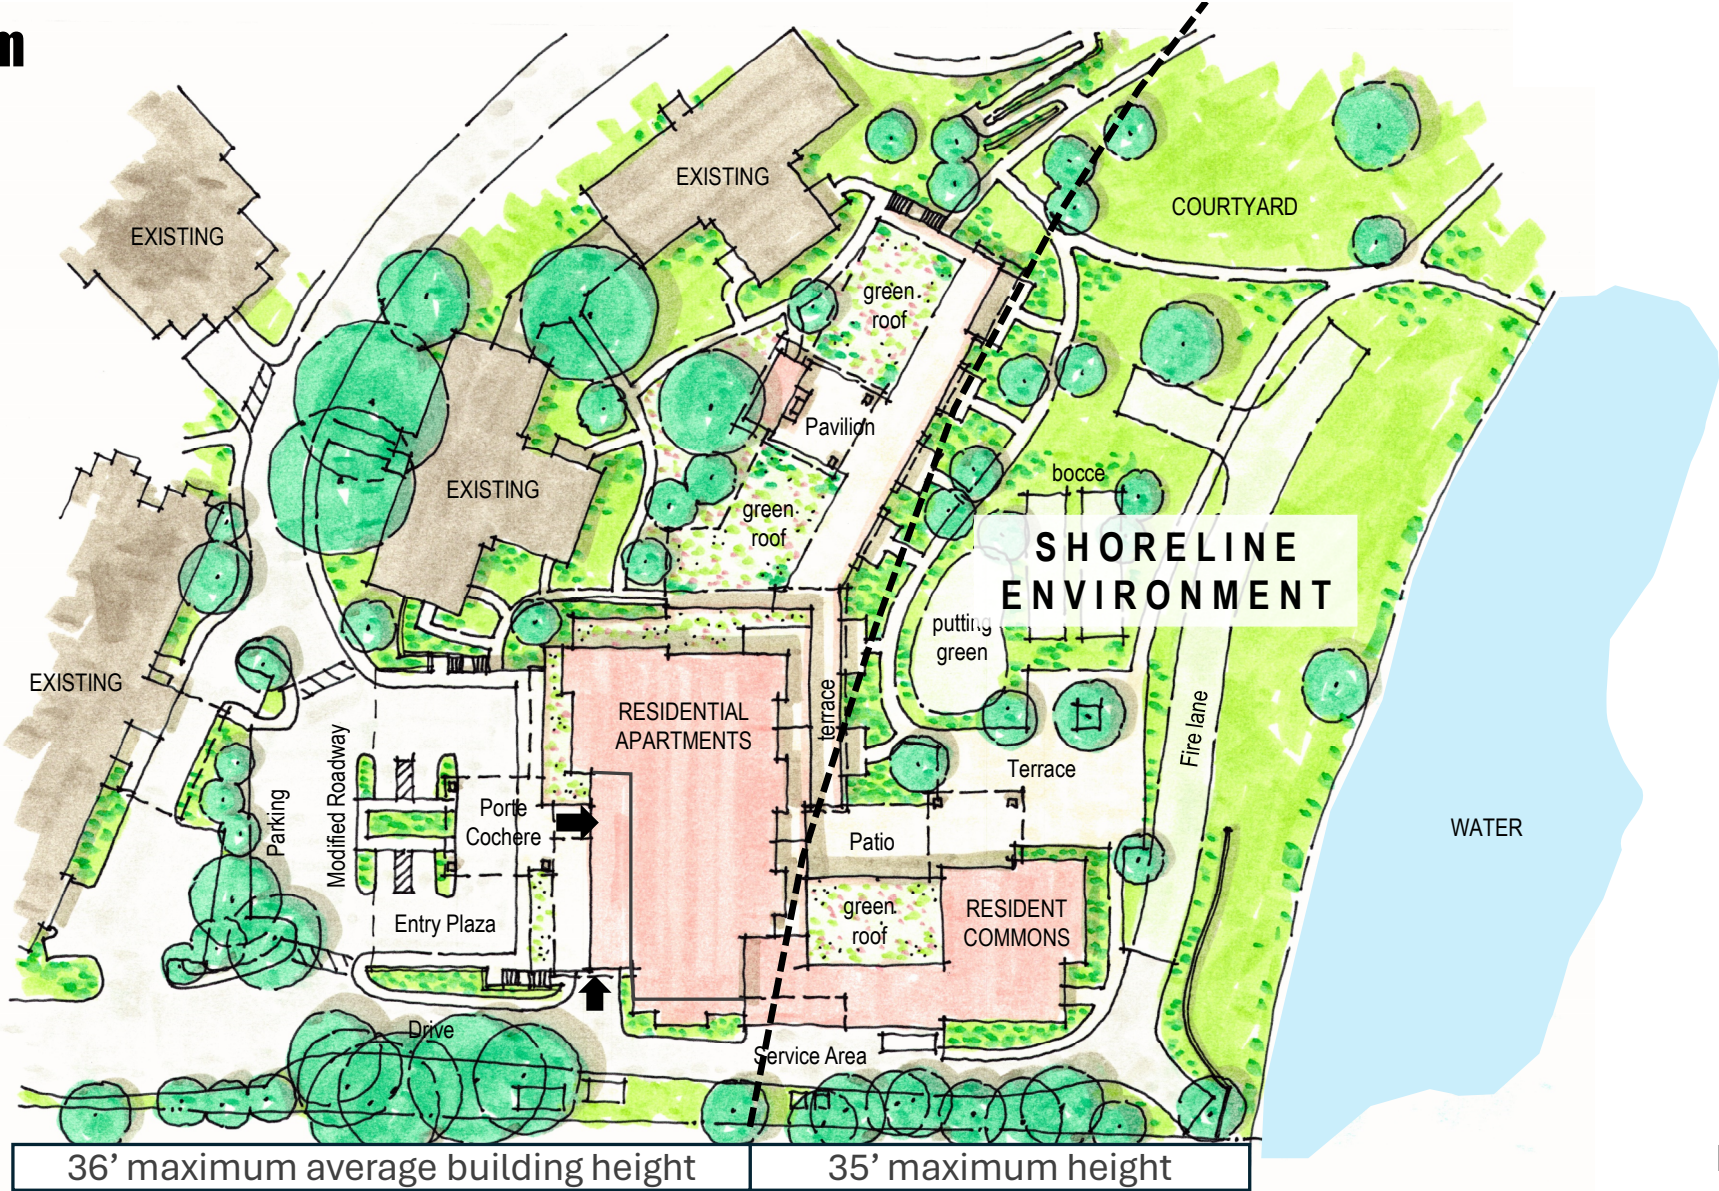 m
EXISTING
EXISTING
COURTYARD
green
roof
Pavilion
EXISTING
green
roof
bocce
SHORELINE
ENVIRONMENT
putting
green
EXISTING
RESIDENTIAL
APARTMENTS
terrace
Fire lane
Terrace
Modified Roadway
Parking
Porte
Cochere
Patio
WATER
green
roof
RESIDENT
COMMONS
Entry Plaza
Drive
Service Area
36’ maximum average building height
35’ maximum height